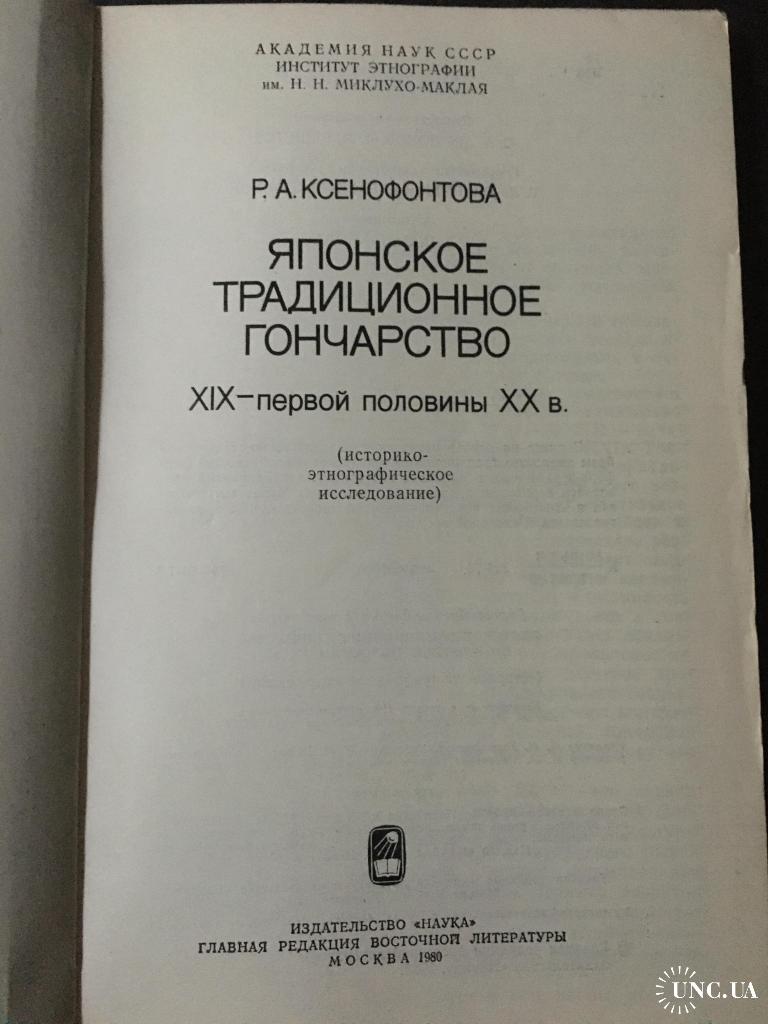 АКАДЕМИЯ НАУК СССР
ИНСТИТУТ ЭТНОГРАФИИ
им. Н. Н. МИКЛУХО-МАКЛАЯ
Р. А. КСЕНОФОНТОВА
ЯПОНСКОЕ
ТРАДИЦИОННОЕ
ГОНЧАРСТВО
XIX—первой половины XX в.
(историко-
этнографическое
исследование)
ИЗДАТЕЛЬСТВО «НАУКА»
ГЛАВНАЯ РЕДАКЦИЯ ВОСТОЧНОЙ ЛИТЕРАТУРЫ
МОСКВА 1980
UNC.UA